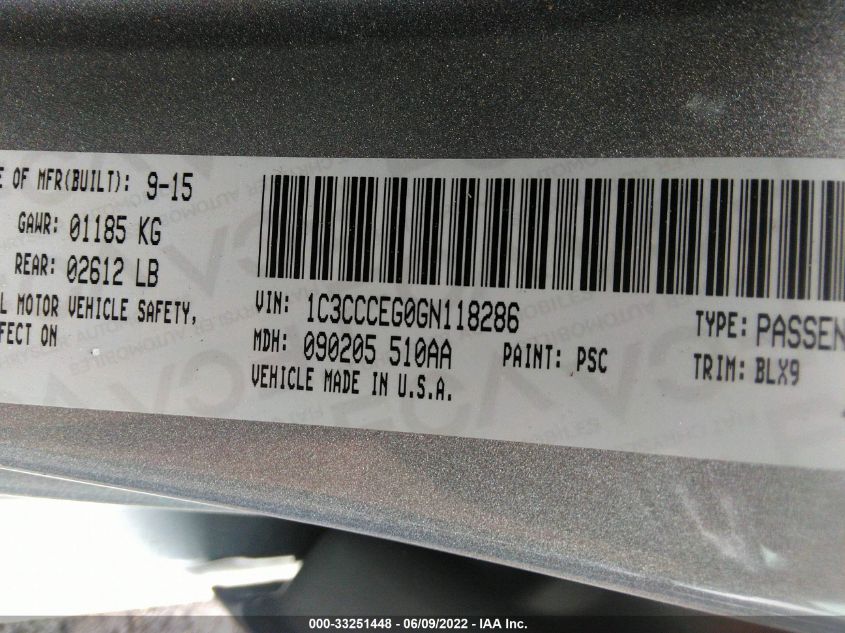 E OF MFR(BUILT): 9-15
GAWR: 01185 KG
REAR: 02612 LB
L MOTOR VEHICLE SAFETY,
FECT ON
VIN: 1C3CCCEG0GN118286
TYPE: PASSEN
MDH: 090205 510AA PAINT: PSC
TRIM: BLX9
VEHICLE MADE IN U.S.A.
000-33251448 - 06/09/2022 - IAA Inc.